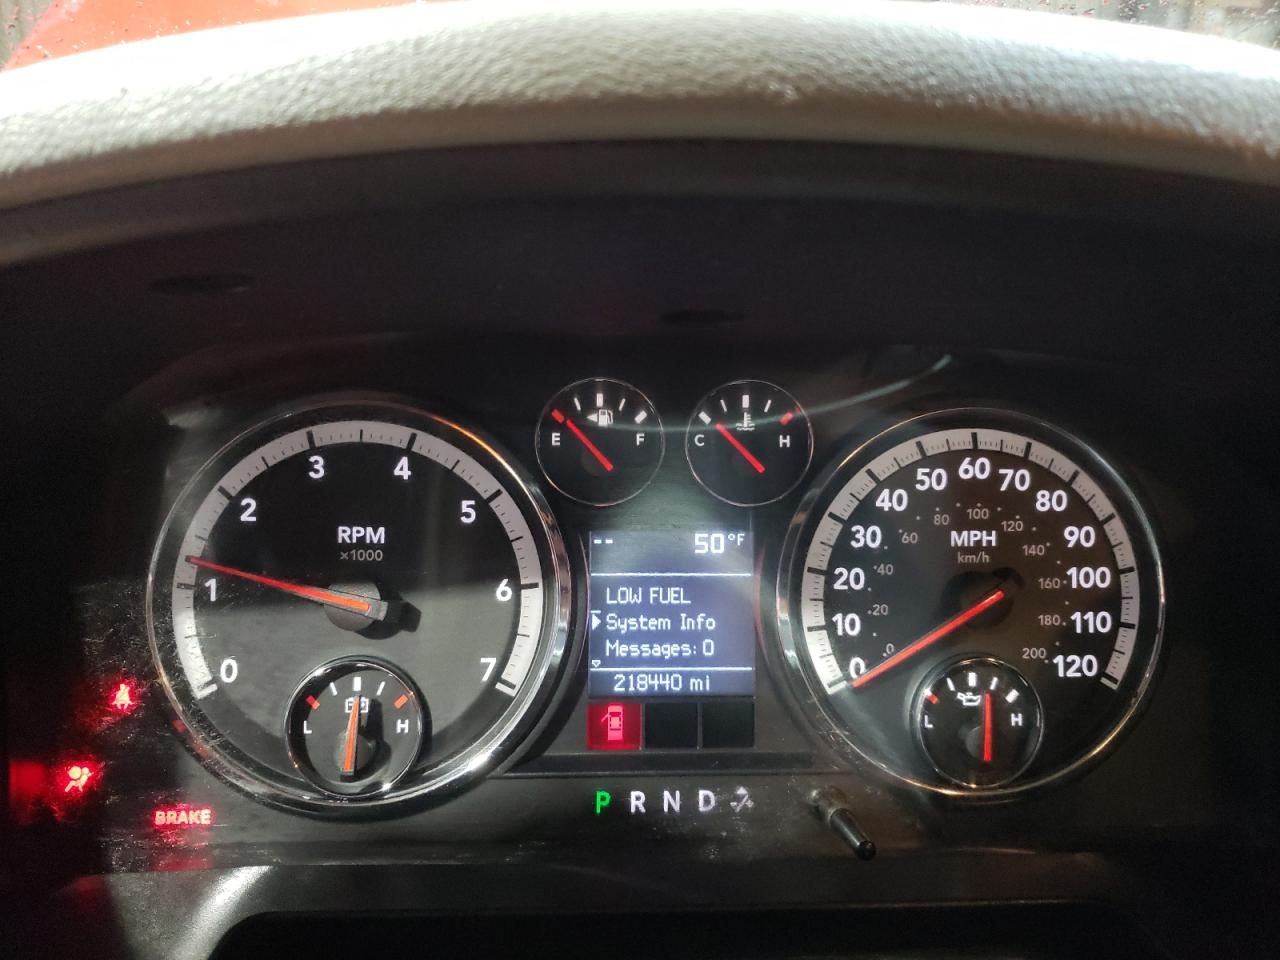 E F
C H
0 1 2 3 4 5 6 7
RPM
×1000
L H
-- 50°F
LOW FUEL
System Info
Messages: 0
218440 mi
0 10 20 30 40 50 60 70 80 90 100 110 120
MPH
km/h
0 20 40 60 80 100 120 140 160 180 200
L H
BRAKE
P R N D